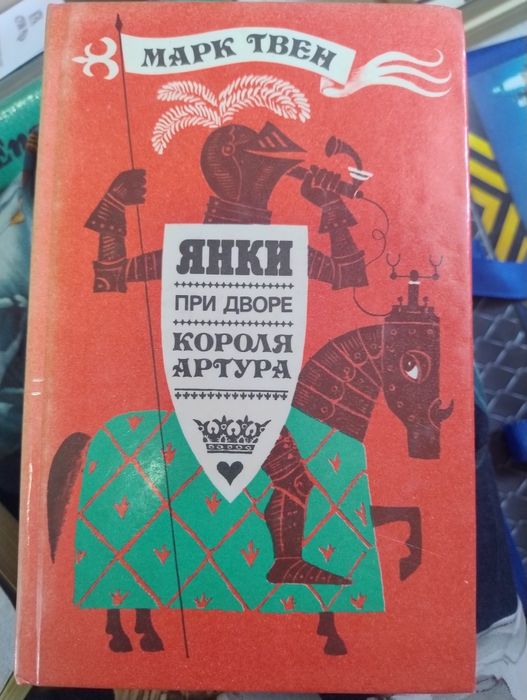 МАРК ТВЕН
ЯНКИ
ПРИ ДВОРЕ
КОРОЛЯ
АРТУРА